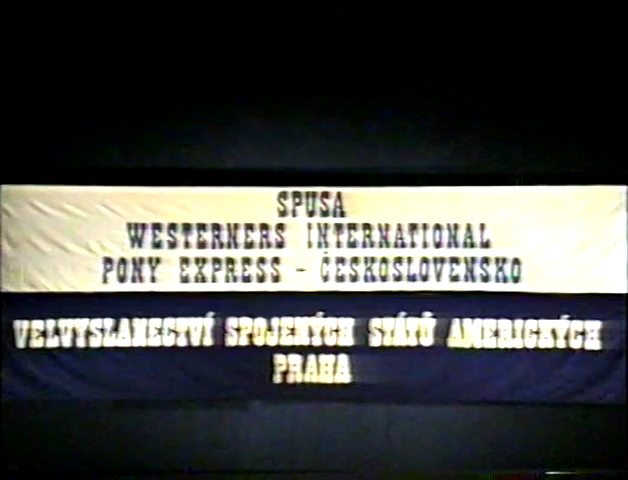 SPUSA
WESTERNERS INTERNATIONAL
PONY EXPRESS - ČESKOSLOVENSKO
VELVYSLANECTVÍ SPOJENÝCH STÁTŮ AMERICKÝCH
PRAHA